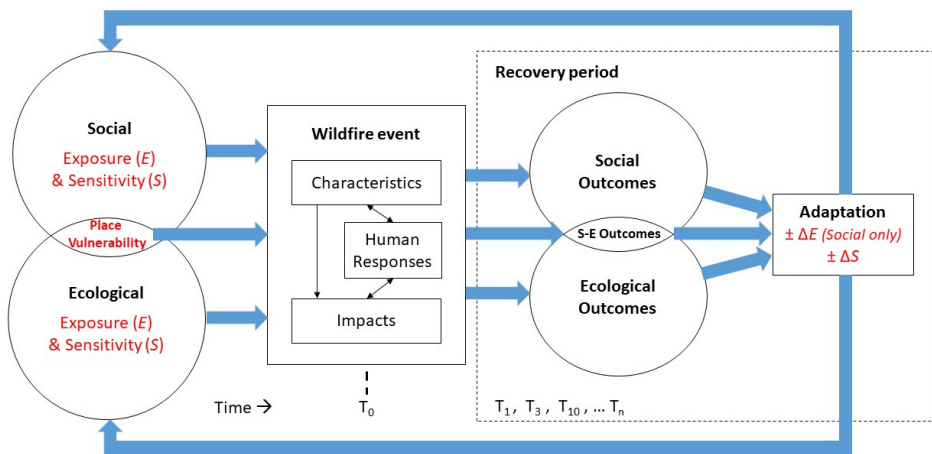 Social
Exposure (E)
& Sensitivity (S)
Place
Vulnerability
Ecological
Exposure (E)
& Sensitivity (S)
Wildfire event
Characteristics
Human
Responses
Impacts
Time →
T0
Recovery period
Social
Outcomes
S-E Outcomes
Ecological
Outcomes
T1 , T3 , T10 , ... Tn
Adaptation
± ΔE (Social only)
± ΔS